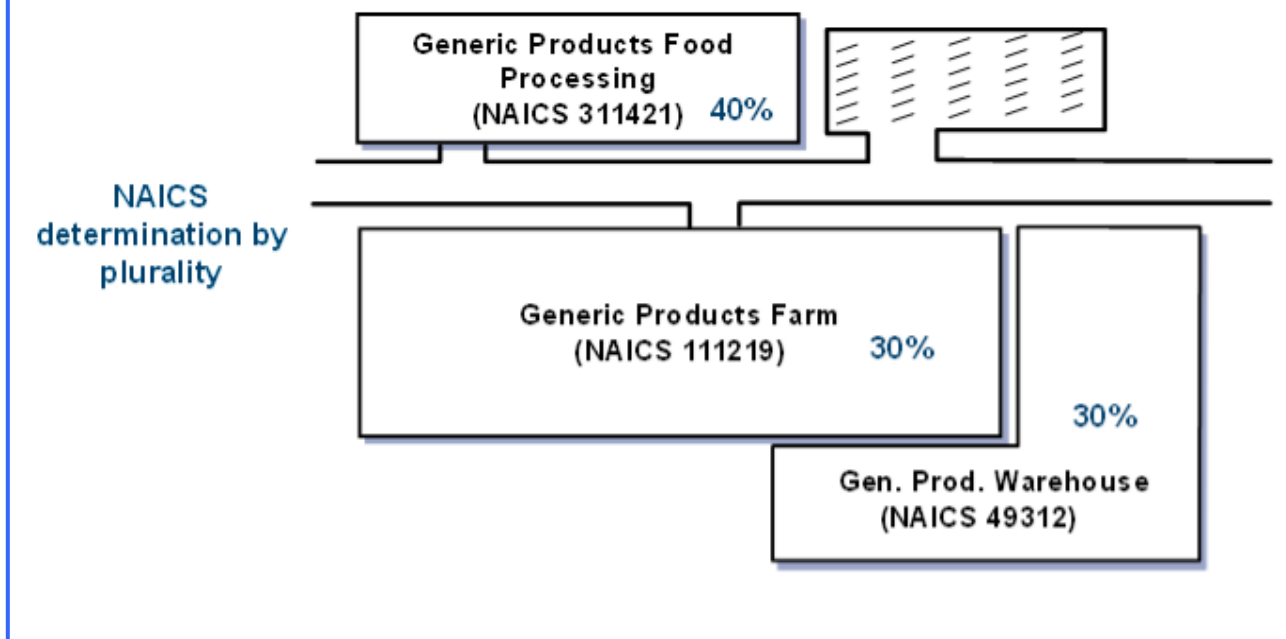 Generic Products Food
Processing
(NAICS 311421) 40%
NAICS
determination by
plurality
Generic Products Farm
(NAICS 111219) 30%
30%
Gen. Prod. Warehouse
(NAICS 49312)